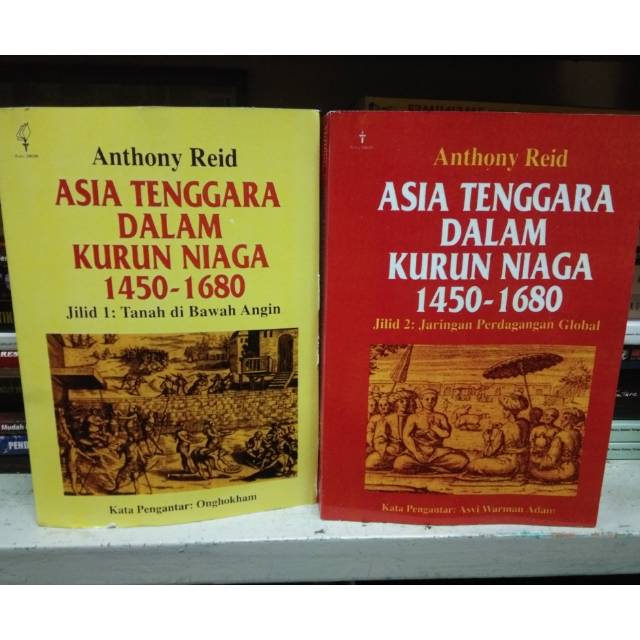 Anthony Reid
ASIA TENGGARA
DALAM
KURUN NIAGA
1450-1680
Jilid 1: Tanah di Bawah Angin
Kata Pengantar: Onghokham
Anthony Reid
ASIA TENGGARA
DALAM
KURUN NIAGA
1450-1680
Jilid 2: Jaringan Perdagangan Global
Kata Pengantar: Asvi Warman Adam
Mudah